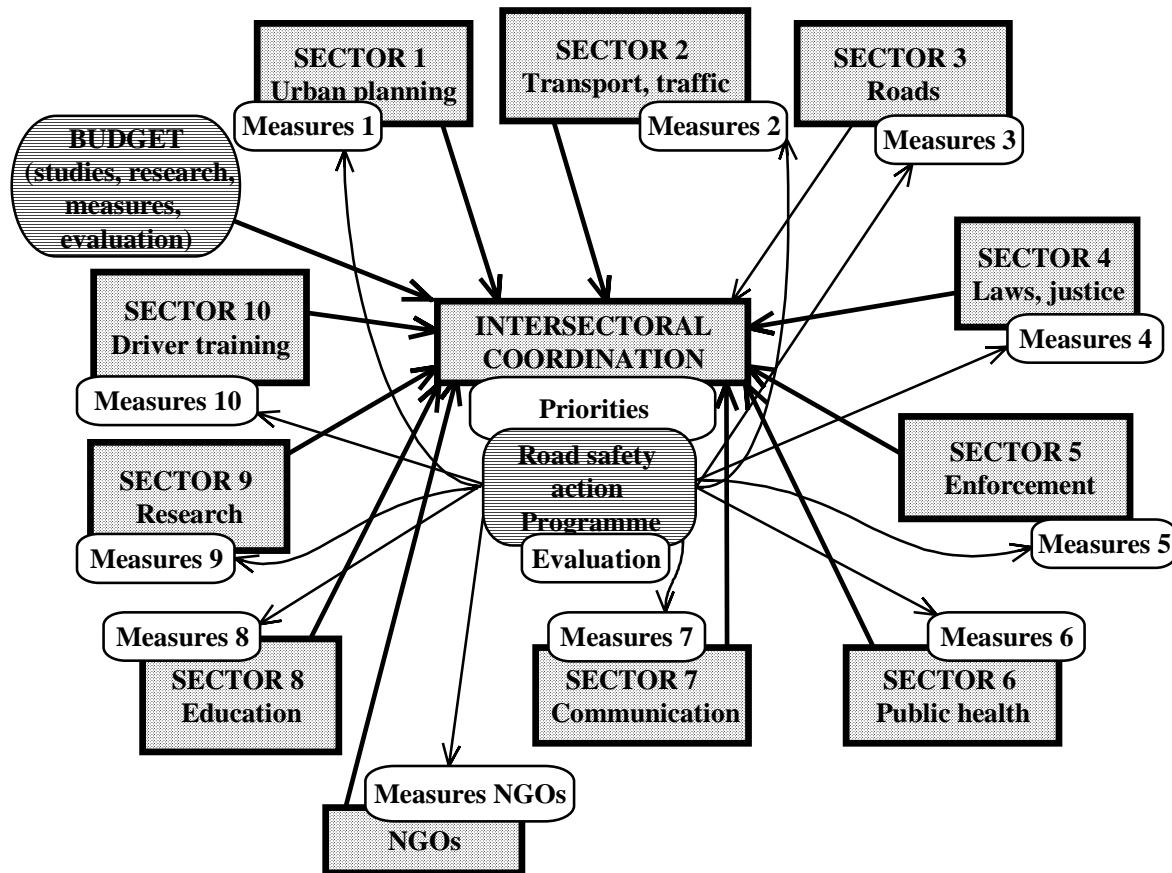 SECTOR 1
Urban planning
Measures 1
SECTOR 2
Transport, traffic
Measures 2
SECTOR 3
Roads
Measures 3
BUDGET
(studies, research,
measures,
evaluation)
SECTOR 4
Laws, justice
Measures 4
SECTOR 10
Driver training
Measures 10
INTERSECTORAL
COORDINATION
Priorities
Road safety
action
Programme
Evaluation
SECTOR 5
Enforcement
Measures 5
SECTOR 9
Research
Measures 9
Measures 8
SECTOR 8
Education
Measures 7
SECTOR 7
Communication
Measures 6
SECTOR 6
Public health
Measures NGOs
NGOs